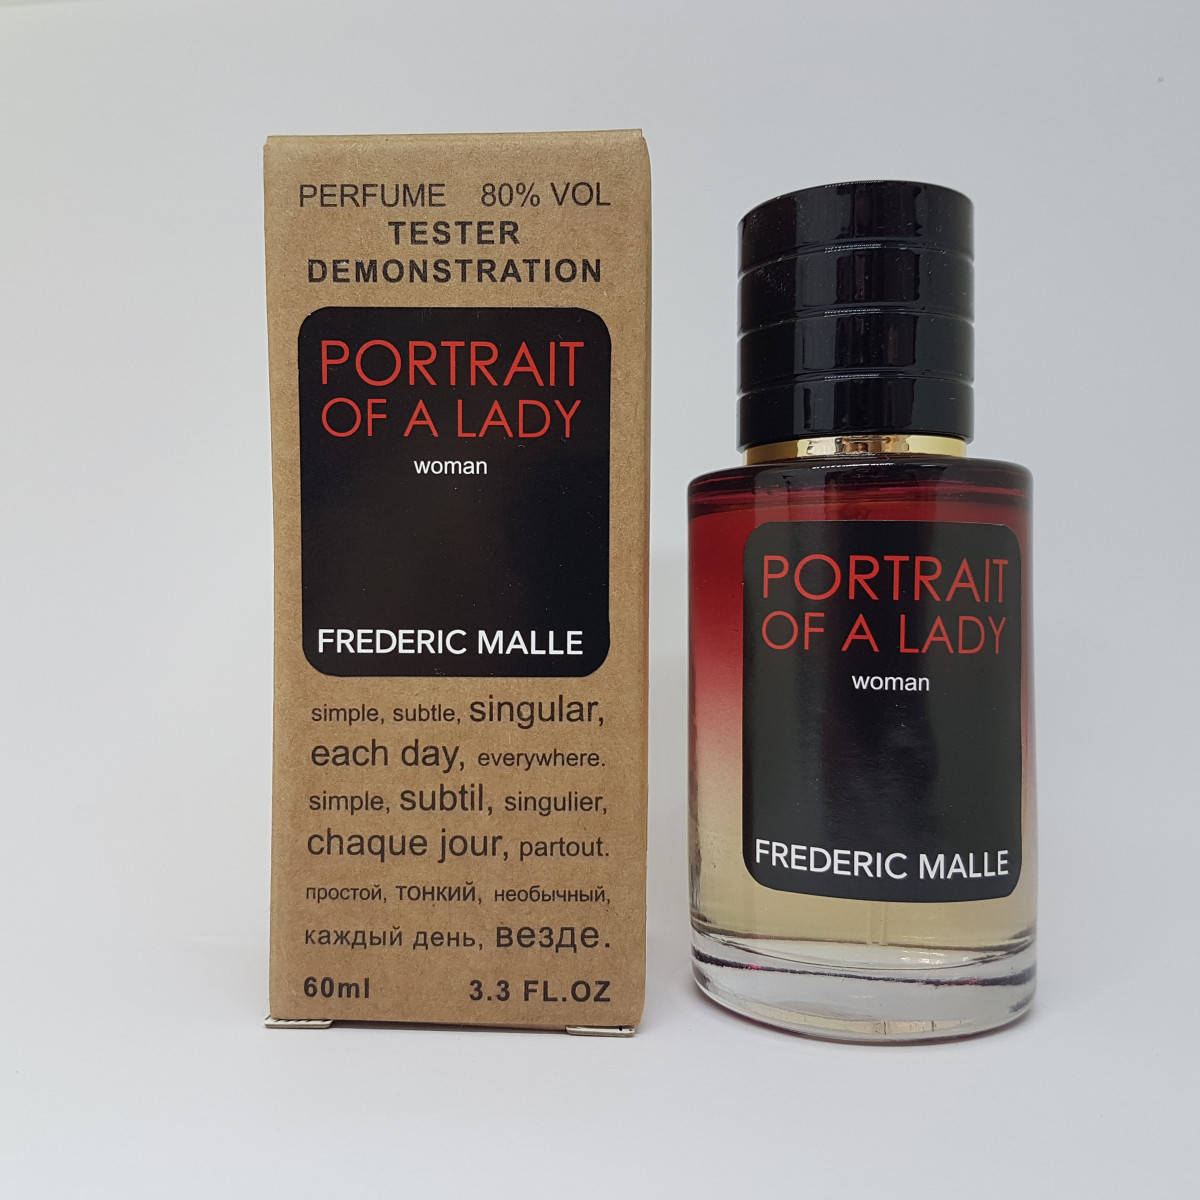 PERFUME 80% VOL
TESTER
DEMONSTRATION
PORTRAIT
OF A LADY
woman
FREDERIC MALLE
simple, subtle, singular,
each day, everywhere.
simple, subtil, singulier,
chaque jour, partout.
простой, тонкий, необычный,
каждый день, везде.
60ml 3.3 FL.OZ
PORTRAIT
OF A LADY
woman
FREDERIC MALLE